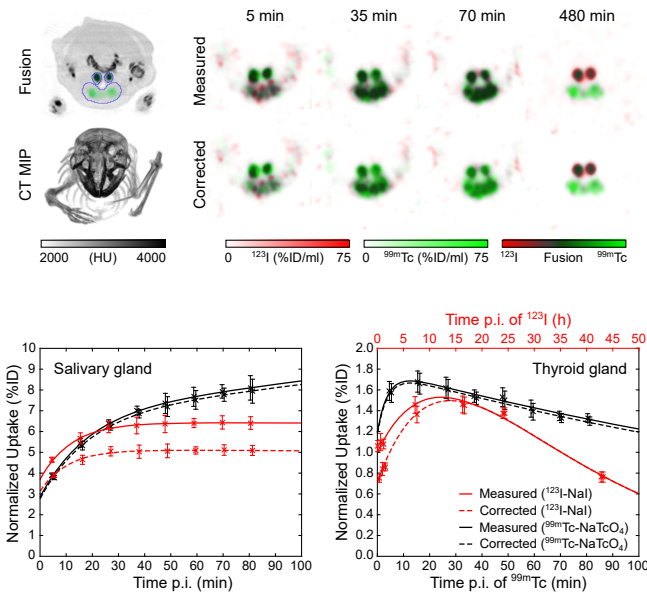 5 min 35 min 70 min 480 min
Fusion
Measured
CT MIP
Corrected
2000 (HU) 4000
0 ¹²³I (%ID/ml) 75
0 ⁹⁹ᵐTc (%ID/ml) 75
¹²³I Fusion ⁹⁹ᵐTc
Salivary gland
Normalized Uptake (%ID)
10
9
8
7
6
5
4
3
2
1
0
0 10 20 30 40 50 60 70 80 90 100
Time p.i. (min)
Time p.i. of ¹²³I (h)
0 5 10 15 20 25 30 35 40 45 50
Thyroid gland
Normalized Uptake (%ID)
2.0
1.8
1.6
1.4
1.2
1.0
0.8
0.6
0.4
0.2
0.0
Measured (¹²³I-NaI)
Corrected (¹²³I-NaI)
Measured (⁹⁹ᵐTc-NaTcO₄)
Corrected (⁹⁹ᵐTc-NaTcO₄)
0 10 20 30 40 50 60 70 80 90 100
Time p.i. of ⁹⁹ᵐTc (min)